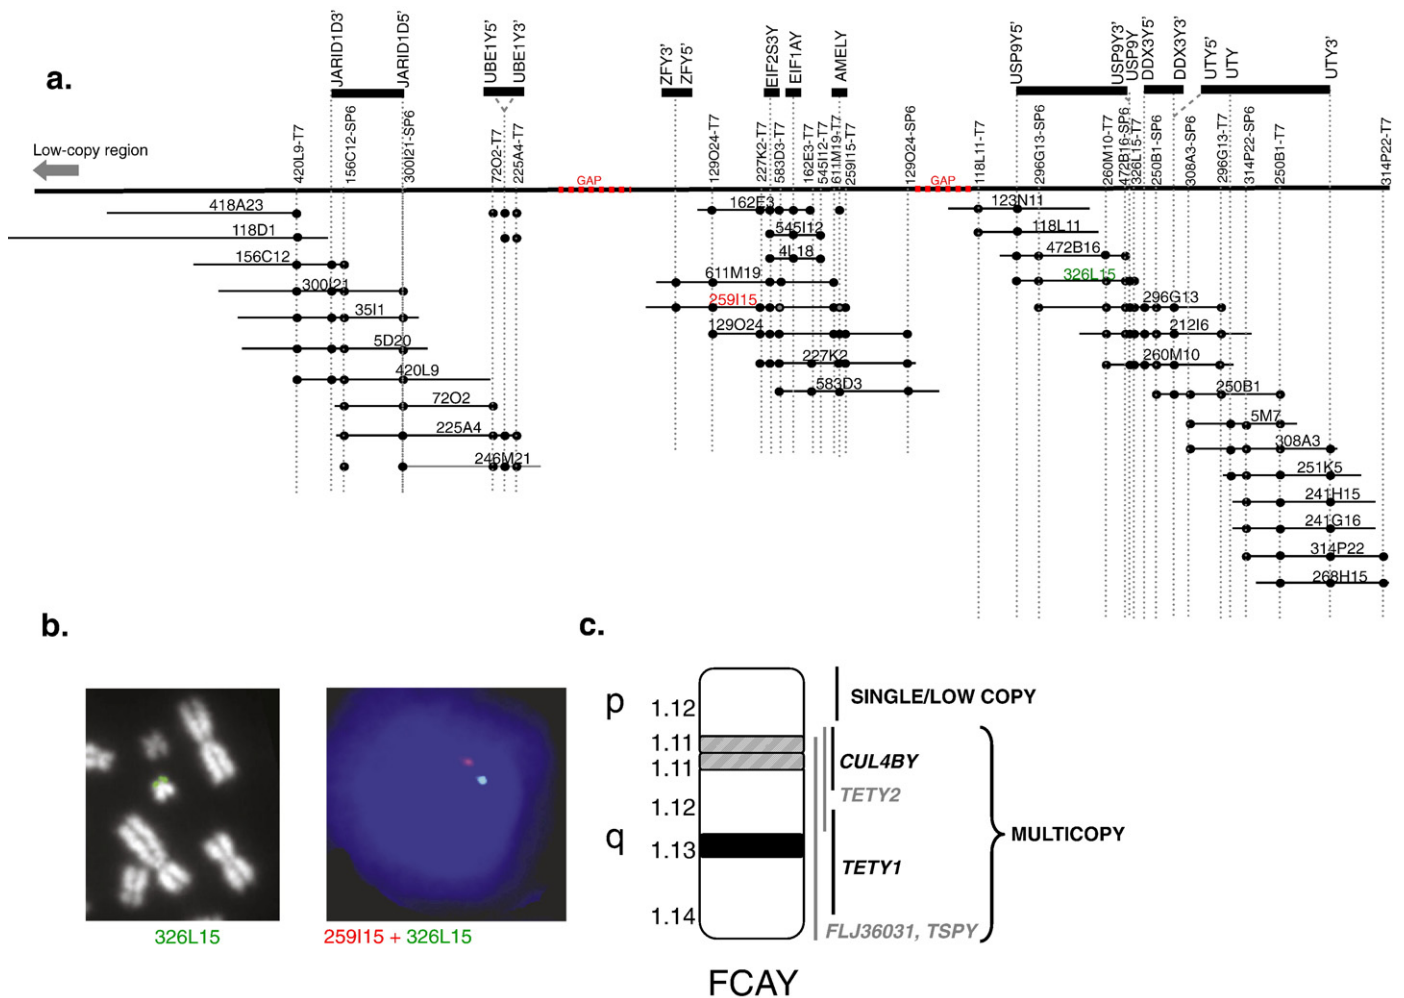 a.
JARID1D3'
JARID1D5'
UBE1Y5'
UBE1Y3'
ZFY3'
ZFY5'
EIF2S3Y
EIF1AY
AMELY
USP9Y5'
USP9Y3'
USP9Y
DDX3Y5'
DDX3Y3'
UTY5'
UTY
UTY3'
Low-copy region
420L9-T7
156C12-SP6
300I21-SP6
72O2-T7
225A4-T7
129O24-T7
227K2-T7
583D3-T7
162E3-T7
545I12-T7
611M19-T7
259I15-T7
129O24-SP6
118L11-T7
296G13-SP6
260M10-T7
472B16-SP6
326L15-T7
250B1-SP6
308A3-SP6
296G13-T7
314P22-SP6
250B1-T7
314P22-T7
GAP
GAP
418A23
118D1
156C12
300I21
35I1
5D20
420L9
72O2
225A4
246M21
162E3
545I12
4L18
611M19
259I15
129O24
227K2
583D3
123N11
118L11
472B16
326L15
296G13
212I6
260M10
250B1
5M7
308A3
251K5
241H15
241G16
314P22
268H15
b.
326L15
259I15 + 326L15
c.
p
1.12
1.11
1.11
1.12
q
1.13
1.14
SINGLE/LOW COPY
CUL4BY
TETY2
MULTICOPY
TETY1
FLJ36031, TSPY
FCAY